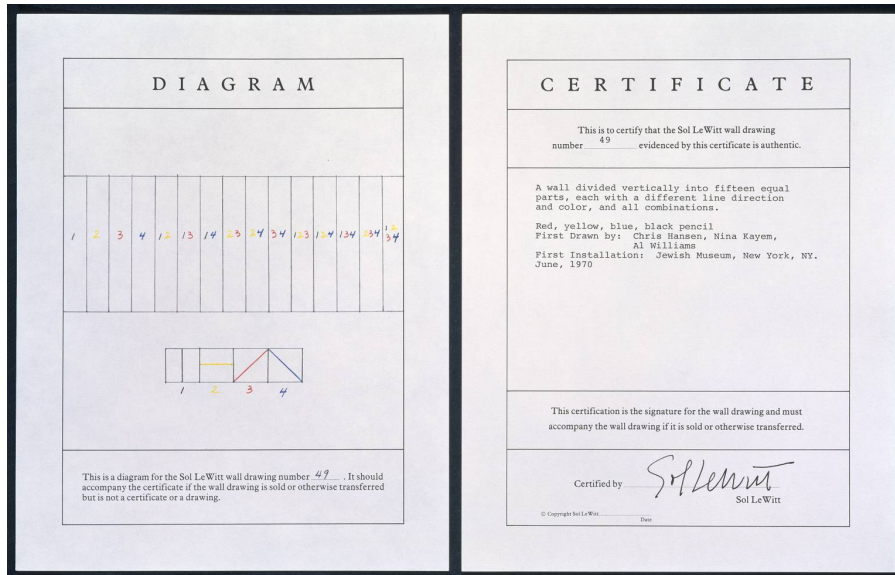 DIAGRAM
1 2 3 4 12 13 14 23 24 34 123 124 134 234 12
34
1 2 3 4
This is a diagram for the Sol LeWitt wall drawing number 49. It should
accompany the certificate if the wall drawing is sold or otherwise transferred
but is not a certificate or a drawing.
CERTIFICATE
This is to certify that the Sol LeWitt wall drawing
number 49 evidenced by this certificate is authentic.
A wall divided vertically into fifteen equal
parts, each with a different line direction
and color, and all combinations.
Red, yellow, blue, black pencil
First Drawn by: Chris Hansen, Nina Kayem,
Al Williams
First Installation: Jewish Museum, New York, NY.
June, 1970
This certification is the signature for the wall drawing and must
accompany the wall drawing if it is sold or otherwise transferred.
Certified by Sol LeWitt
Sol LeWitt
© Copyright Sol LeWitt
Date